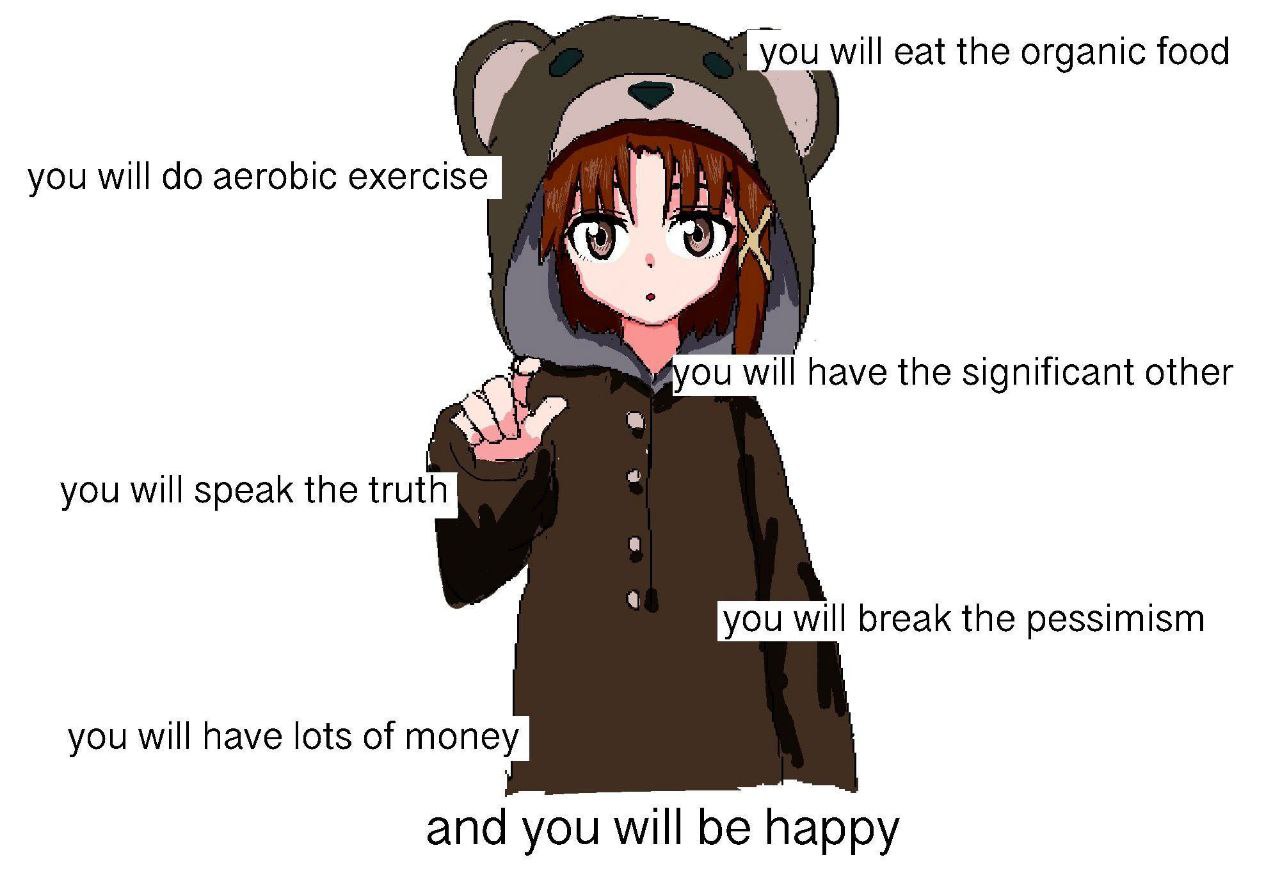 you will eat the organic food
you will do aerobic exercise
you will have the significant other
you will speak the truth
you will break the pessimism
you will have lots of money
and you will be happy